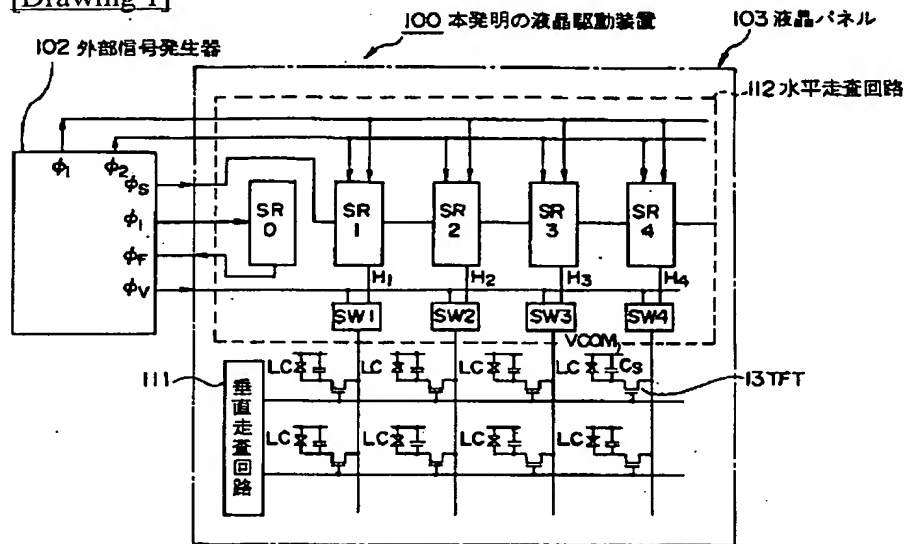 [Drawing 1]
100 本発明の液晶駆動装置
103 液晶パネル
102 外部信号発生器
112 水平走査回路
ϕ1 ϕ2
ϕS
ϕI
ϕF
ϕV
SR 0
SR 1
SR 2
SR 3
SR 4
H1 H2 H3 H4
SW1 SW2 SW3 SW4
VCOM
LC LC LC LC CS
13 TFT
111
垂直走査回路
LC LC LC LC